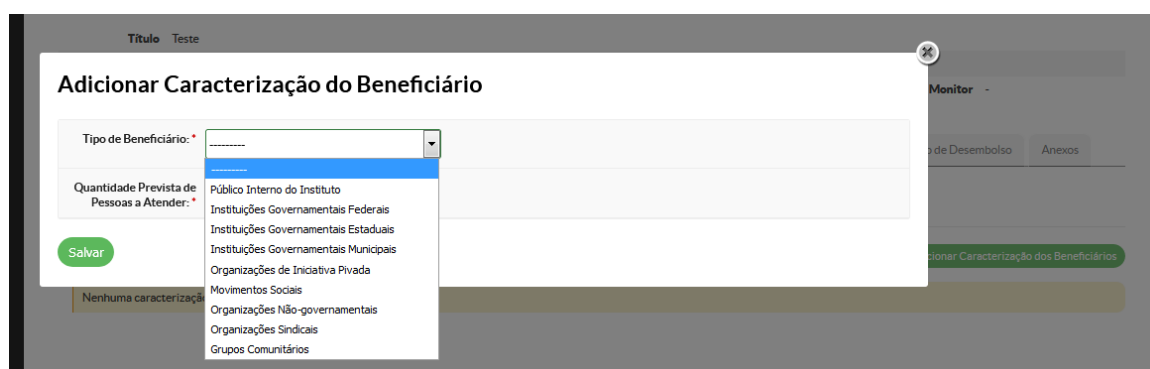 Título Teste
Adicionar Caracterização do Beneficiário
Monitor -
Tipo de Beneficiário: *
---------
de Desembolso Anexos
---------
Quantidade Prevista de
Pessoas a Atender: *
Público Interno do Instituto
Instituições Governamentais Federais
Instituições Governamentais Estaduais
Instituições Governamentais Municipais
Organizações de Iniciativa Pivada
Movimentos Sociais
Organizações Não-governamentais
Organizações Sindicais
Grupos Comunitários
Salvar
cionar Caracterização dos Beneficiários
Nenhuma caracterizaçã